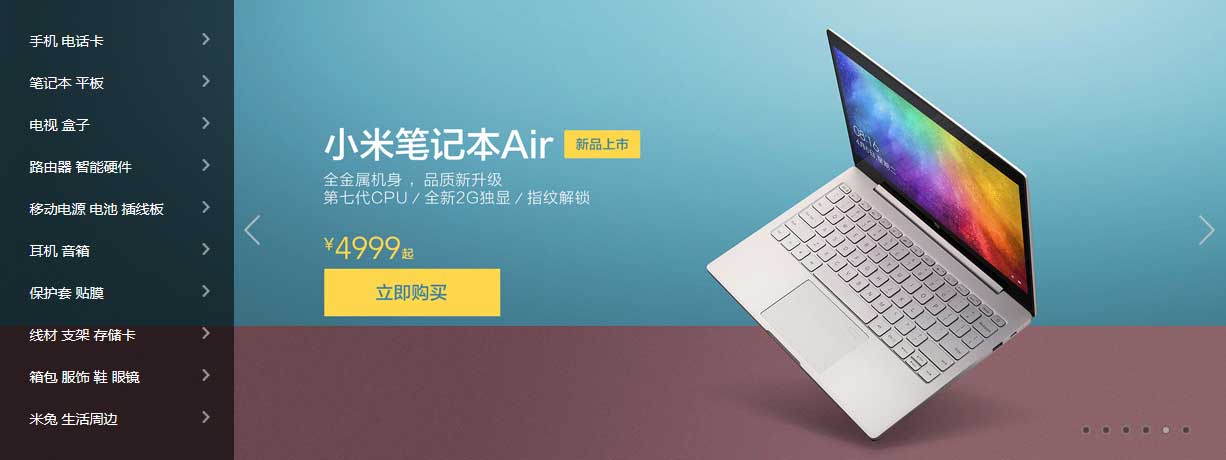 手机 电话卡
笔记本 平板
电视 盒子
路由器 智能硬件
移动电源 电池 插线板
耳机 音箱
保护套 贴膜
线材 支架 存储卡
箱包 服饰 鞋 眼镜
米兔 生活周边
小米笔记本Air 新品上市
全金属机身 ，品质新升级
第七代CPU / 全新2G独显 / 指纹解锁
¥4999起
立即购买
08:16